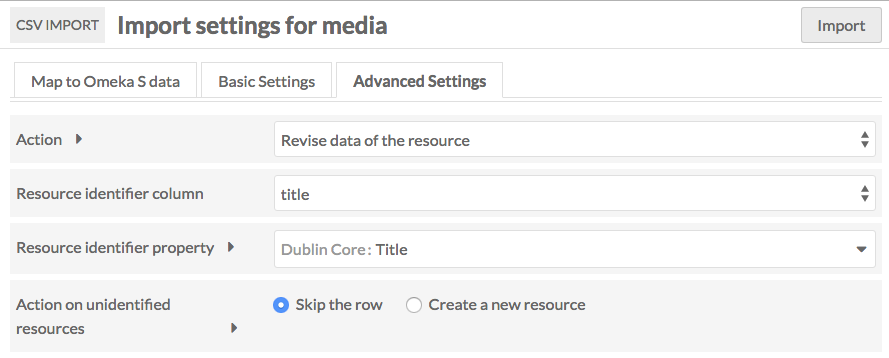 CSV IMPORT Import settings for media Import
Map to Omeka S data Basic Settings Advanced Settings
Action Revise data of the resource
Resource identifier column title
Resource identifier property Dublin Core: Title
Action on unidentified Skip the row Create a new resource
resources